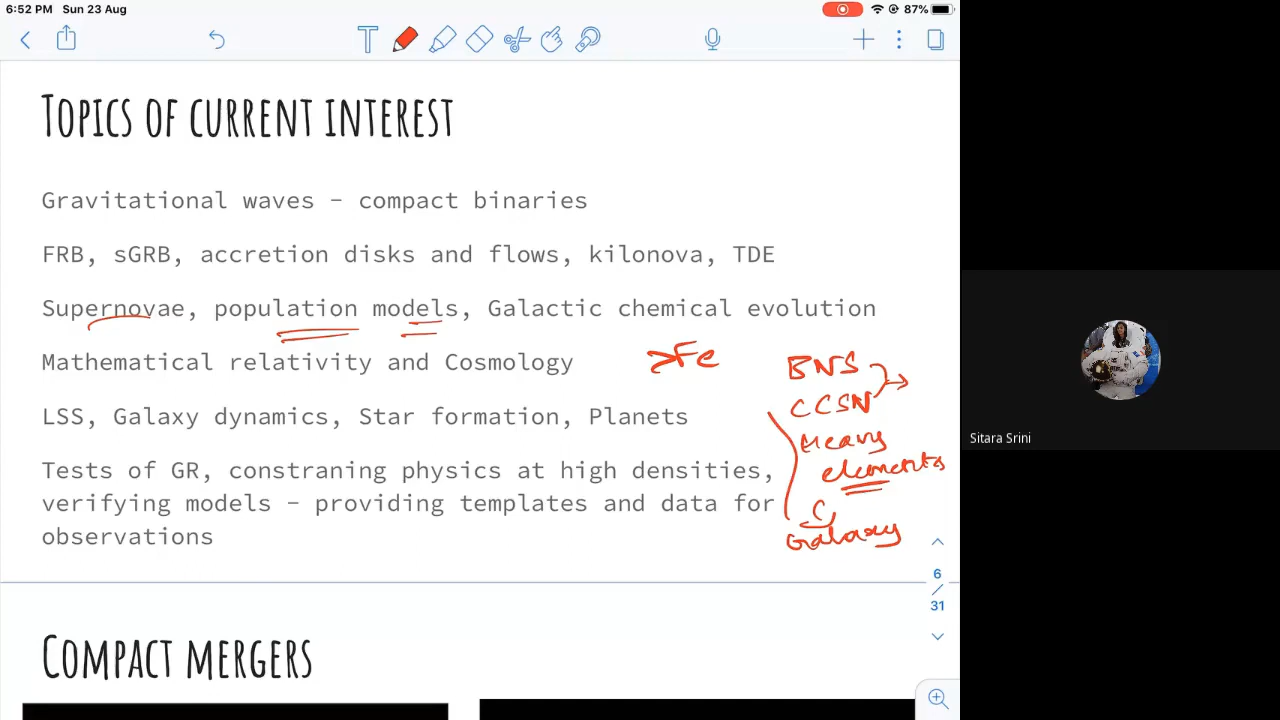 6:52 PM Sun 23 Aug 87%
TOPICS OF CURRENT INTEREST
Gravitational waves - compact binaries
FRB, sGRB, accretion disks and flows, kilonova, TDE
Supernovae, population models, Galactic chemical evolution
Mathematical relativity and Cosmology
>Fe
BNS
LSS, Galaxy dynamics, Star formation, Planets
CCSN
Heavy
elements
Tests of GR, constraning physics at high densities,
verifying models - providing templates and data for
observations
Galaxy
6
/
31
COMPACT MERGERS
Sitara Srini